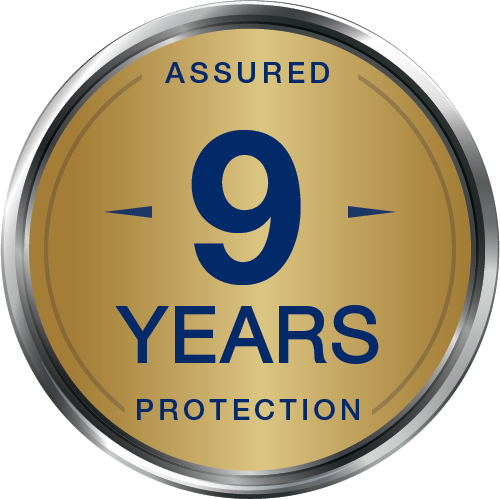 ASSURED
9
YEARS
PROTECTION